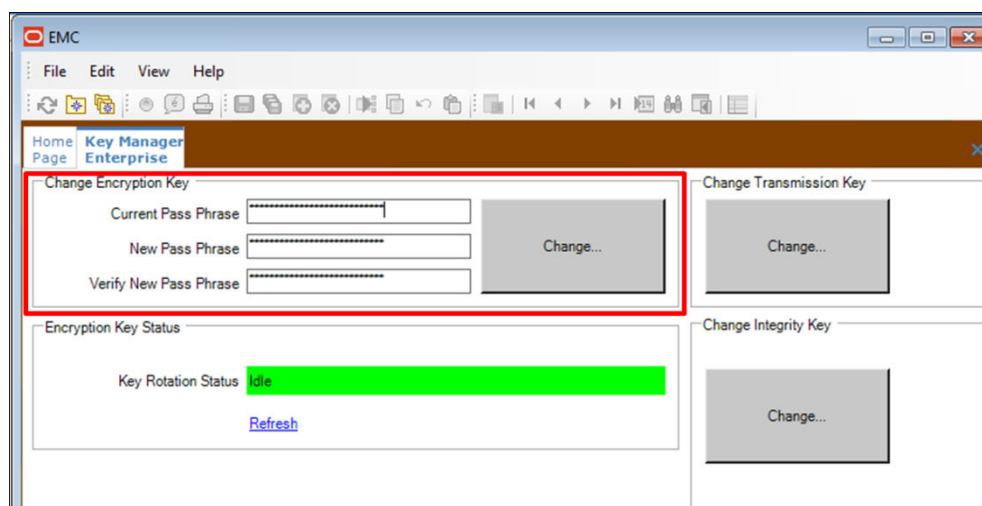 EMC
File Edit View Help
Home Page
Key Manager Enterprise
Change Encryption Key
Current Pass Phrase ***************************
New Pass Phrase ***************************
Verify New Pass Phrase ***************************
Change...
Change Transmission Key
Change...
Encryption Key Status
Key Rotation Status Idle
Refresh
Change Integrity Key
Change...